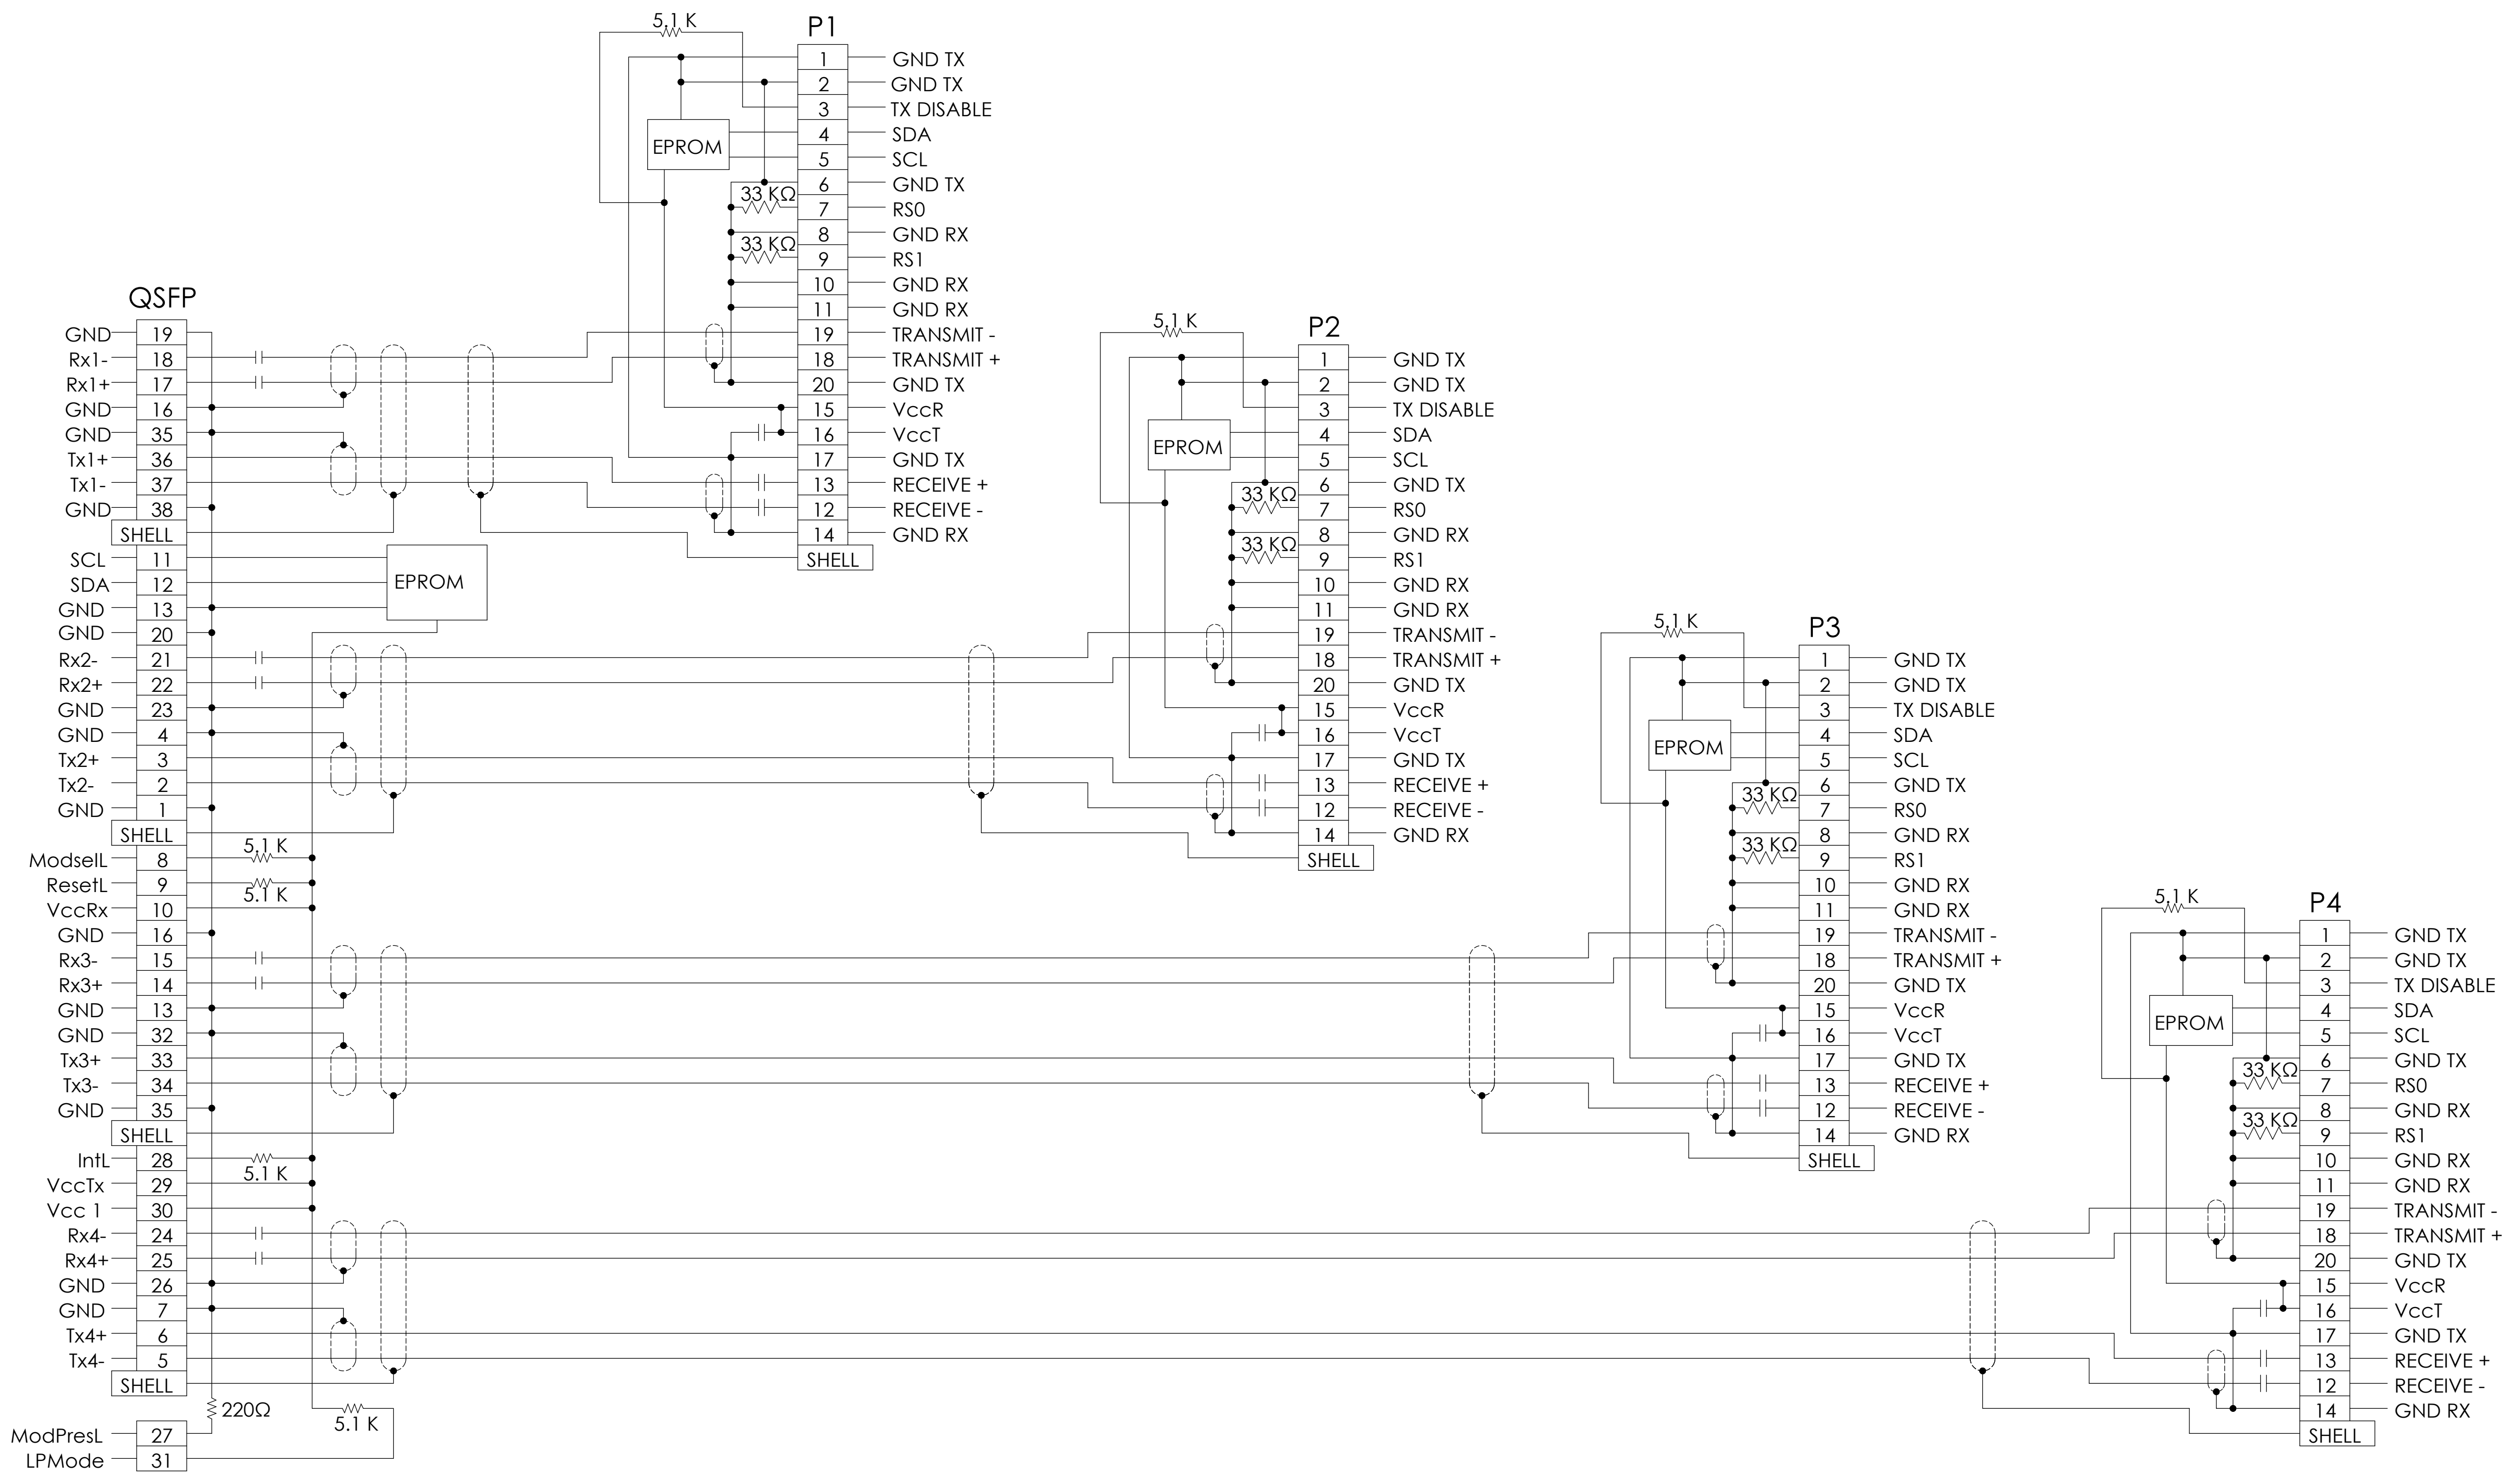 QSFP
GND 19
Rx1- 18
Rx1+ 17
GND 16
GND 35
Tx1+ 36
Tx1- 37
GND 38
SHELL
SCL 11
SDA 12
GND 13
EPROM
GND 20
Rx2- 21
Rx2+ 22
GND 23
GND 4
Tx2+ 3
Tx2- 2
GND 1
SHELL
ModselL 8 5.1 K
ResetL 9 5.1 K
VccRx 10
GND 16
Rx3- 15
Rx3+ 14
GND 13
GND 32
Tx3+ 33
Tx3- 34
GND 35
SHELL
IntL 28 5.1 K
VccTx 29
Vcc 1 30
Rx4- 24
Rx4+ 25
GND 26
GND 7
Tx4+ 6
Tx4- 5
SHELL
220Ω
5.1 K
ModPresL 27
LPMode 31
P1
5.1 K
1 GND TX
2 GND TX
3 TX DISABLE
EPROM
4 SDA
5 SCL
6 GND TX
33 KΩ
7 RS0
8 GND RX
33 KΩ
9 RS1
10 GND RX
11 GND RX
19 TRANSMIT -
18 TRANSMIT +
20 GND TX
15 VccR
16 VccT
17 GND TX
13 RECEIVE +
12 RECEIVE -
14 GND RX
SHELL
P2
5.1 K
1 GND TX
2 GND TX
3 TX DISABLE
EPROM
4 SDA
5 SCL
6 GND TX
33 KΩ
7 RS0
8 GND RX
33 KΩ
9 RS1
10 GND RX
11 GND RX
19 TRANSMIT -
18 TRANSMIT +
20 GND TX
15 VccR
16 VccT
17 GND TX
13 RECEIVE +
12 RECEIVE -
14 GND RX
SHELL
P3
5.1 K
1 GND TX
2 GND TX
3 TX DISABLE
EPROM
4 SDA
5 SCL
6 GND TX
33 KΩ
7 RS0
8 GND RX
33 KΩ
9 RS1
10 GND RX
11 GND RX
19 TRANSMIT -
18 TRANSMIT +
20 GND TX
15 VccR
16 VccT
17 GND TX
13 RECEIVE +
12 RECEIVE -
14 GND RX
SHELL
P4
5.1 K
1 GND TX
2 GND TX
3 TX DISABLE
EPROM
4 SDA
5 SCL
6 GND TX
33 KΩ
7 RS0
8 GND RX
33 KΩ
9 RS1
10 GND RX
11 GND RX
19 TRANSMIT -
18 TRANSMIT +
20 GND TX
15 VccR
16 VccT
17 GND TX
13 RECEIVE +
12 RECEIVE -
14 GND RX
SHELL